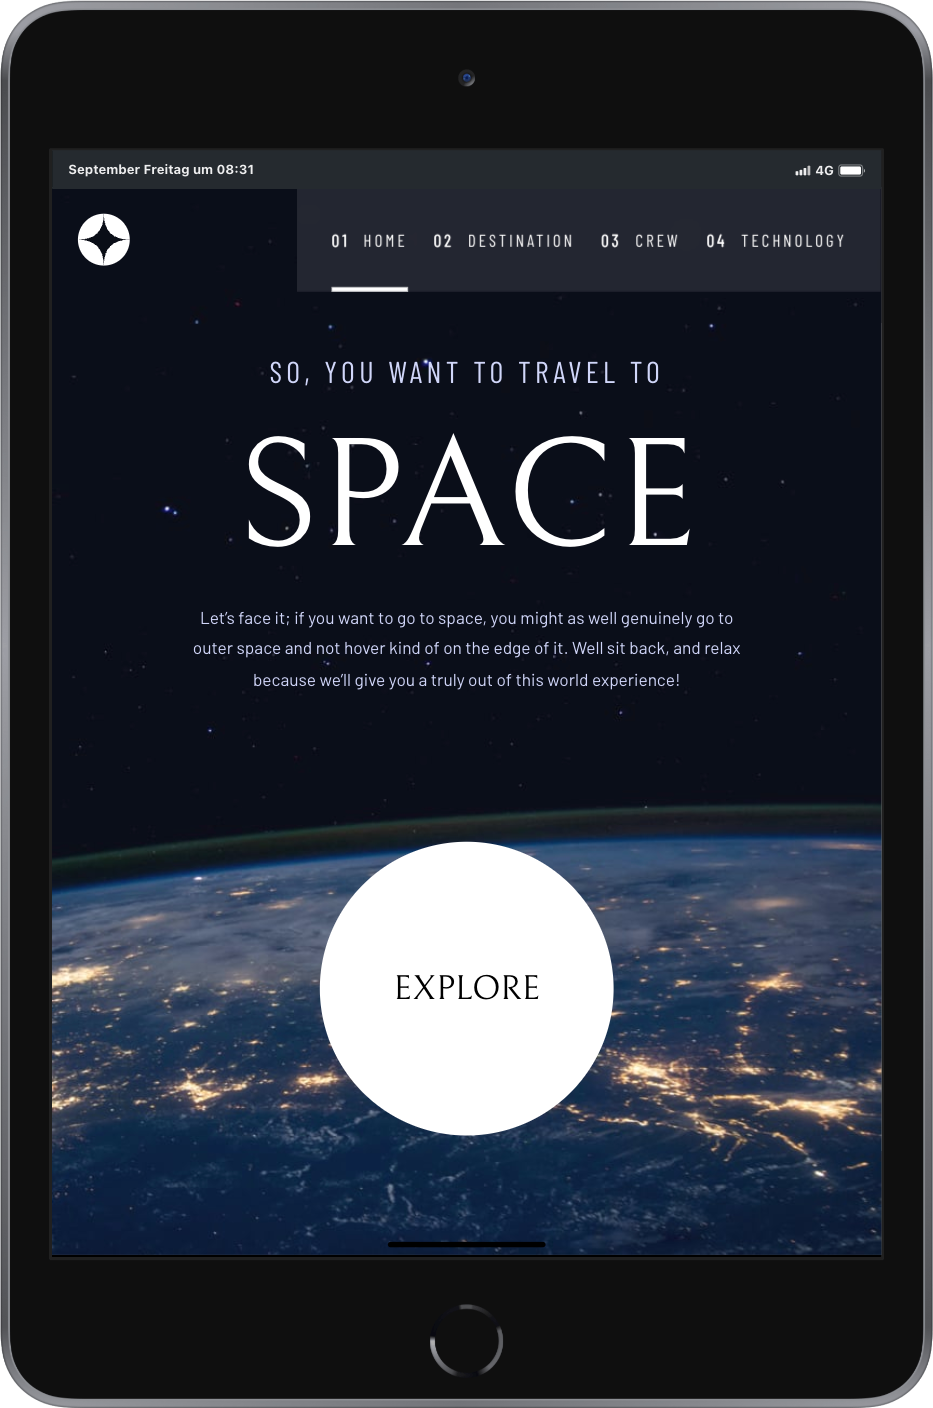 September Freitag um 08:31
4G
01 HOME 02 DESTINATION 03 CREW 04 TECHNOLOGY
SO, YOU WANT TO TRAVEL TO
SPACE
Let’s face it; if you want to go to space, you might as well genuinely go to
outer space and not hover kind of on the edge of it. Well sit back, and relax
because we’ll give you a truly out of this world experience!
EXPLORE